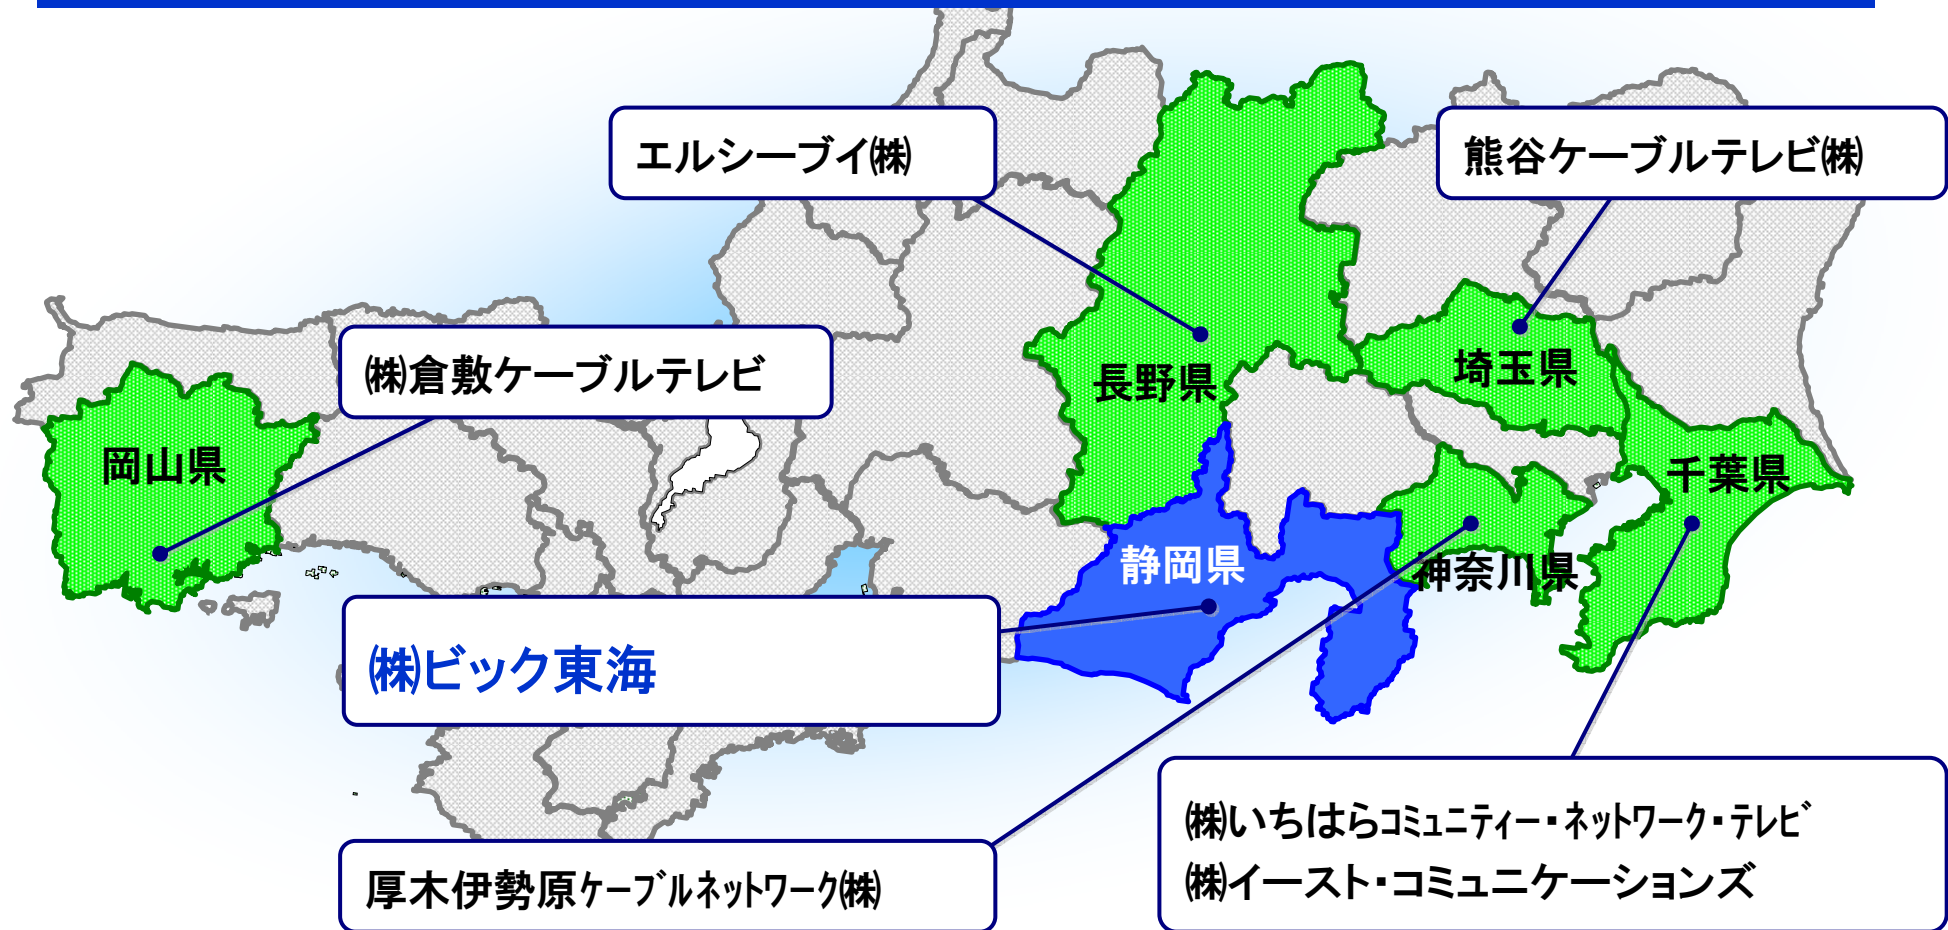 エルシーブイ㈱
熊谷ケーブルテレビ㈱
㈱倉敷ケーブルテレビ
長野県
埼玉県
岡山県
千葉県
静岡県
神奈川県
㈱ビック東海
㈱いちはらｺﾐｭﾆﾃｨｰ・ﾈｯﾄﾜｰｸ・ﾃﾚﾋﾞ
㈱イースト・コミュニケーションズ
厚木伊勢原ｹｰﾌﾞﾙﾈｯﾄﾜｰｸ㈱